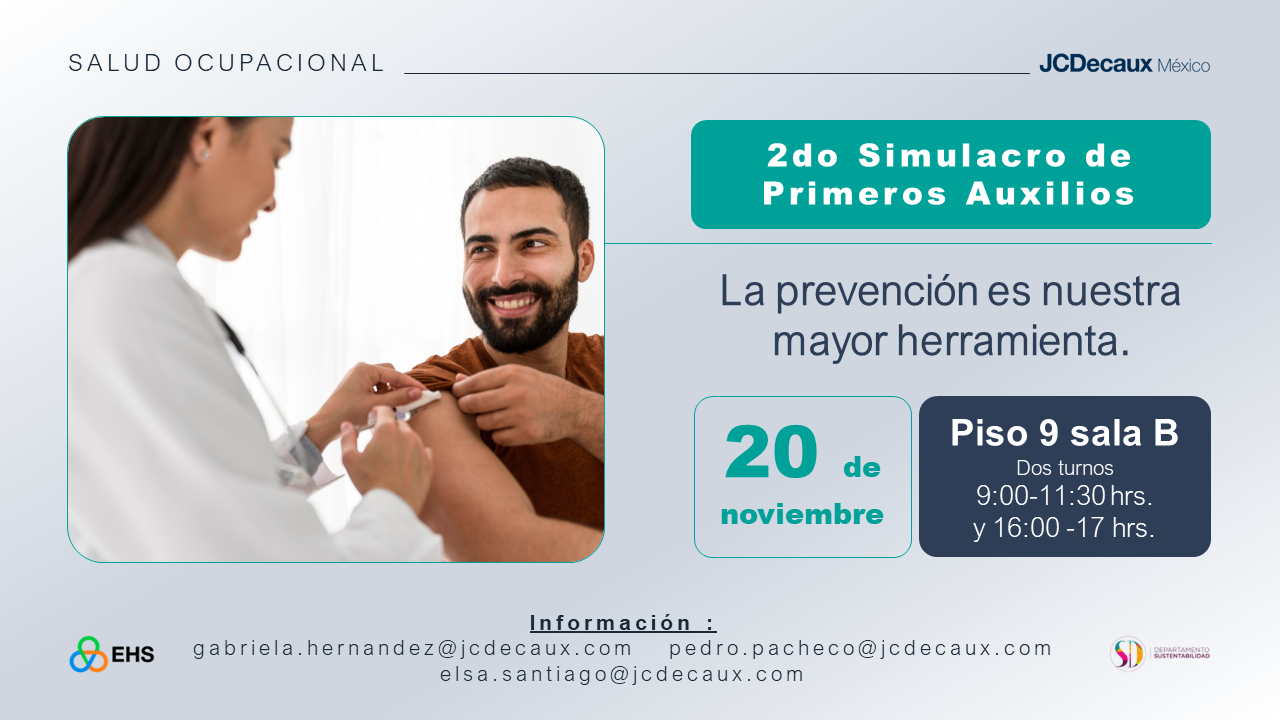 SALUD OCUPACIONAL
JCDecaux México
2do Simulacro de
Primeros Auxilios
La prevención es nuestra
mayor herramienta.
20 de
noviembre
Piso 9 sala B
Dos turnos
9:00-11:30 hrs.
y 16:00 -17 hrs.
Información :
gabriela.hernandez@jcdecaux.com pedro.pacheco@jcdecaux.com
elsa.santiago@jcdecaux.com
EHS
SD
DEPARTAMENTO
SUSTENTABILIDAD